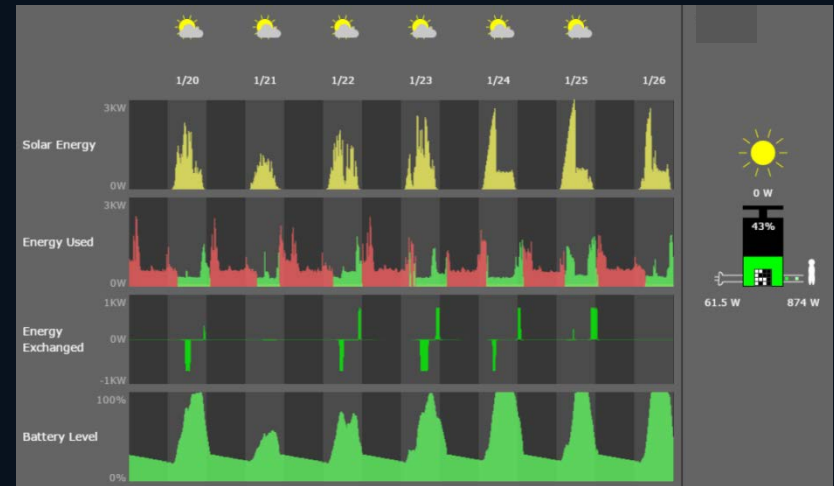 1/20 1/21 1/22 1/23 1/24 1/25 1/26
3KW
Solar Energy
0W
3KW
Energy Used
0W
1KW
Energy
Exchanged
0W
-1KW
100%
Battery Level
0%
0 W
43%
61.5 W 874 W